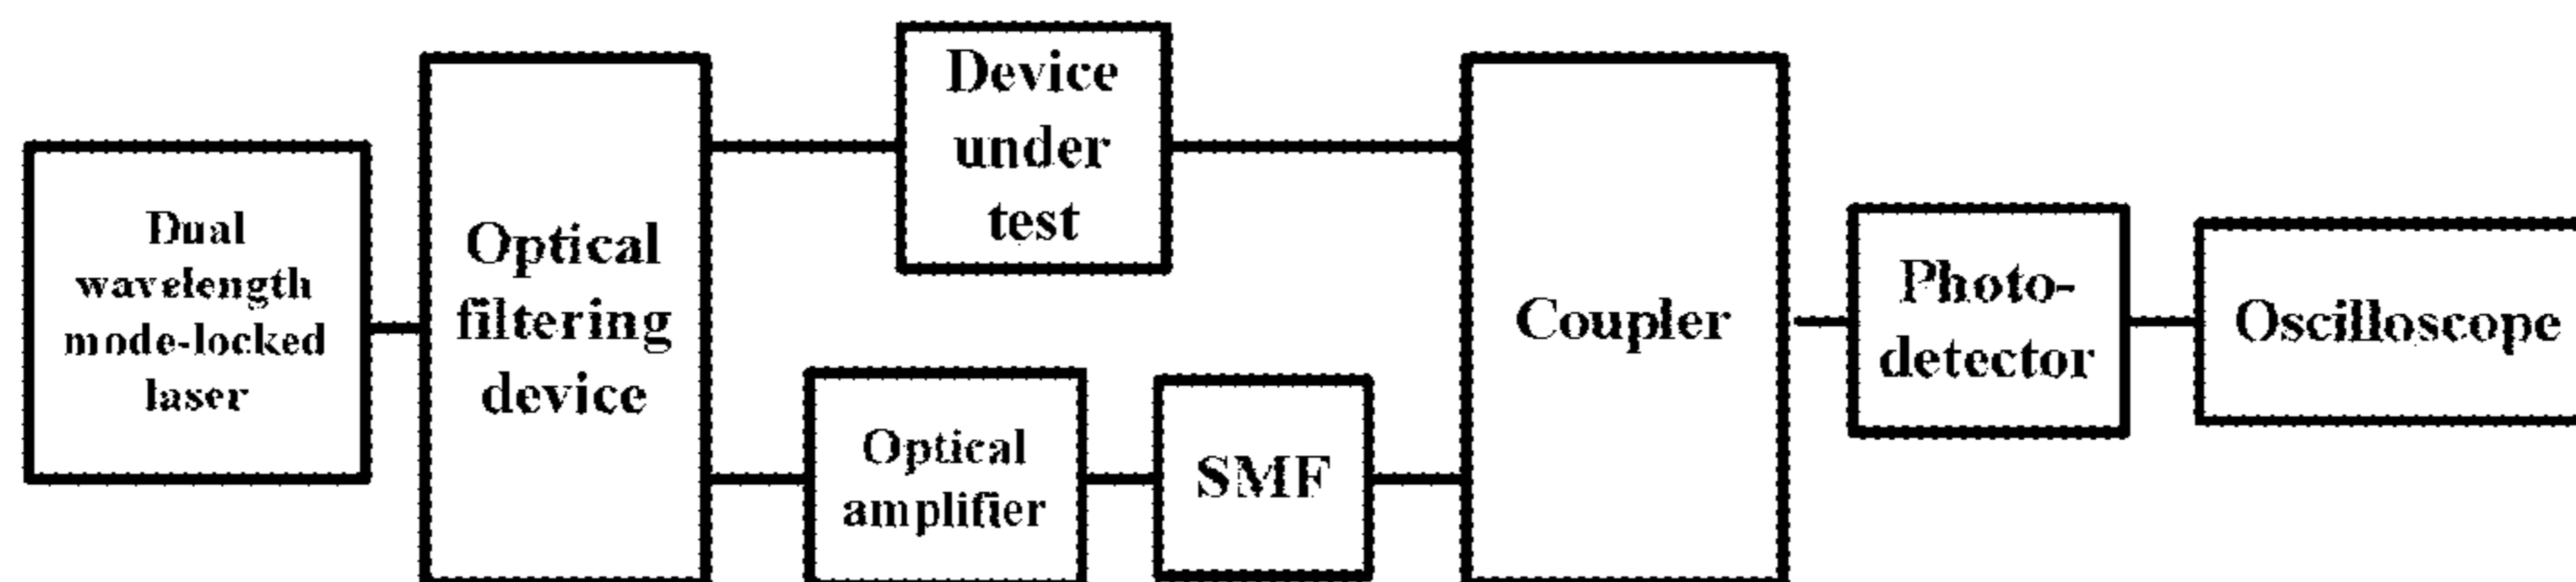 Dual
wavelength
mode-locked
laser
Optical
filtering
device
Device
under
test
Optical
amplifier
SMF
Coupler
Photo-
detector
Oscilloscope